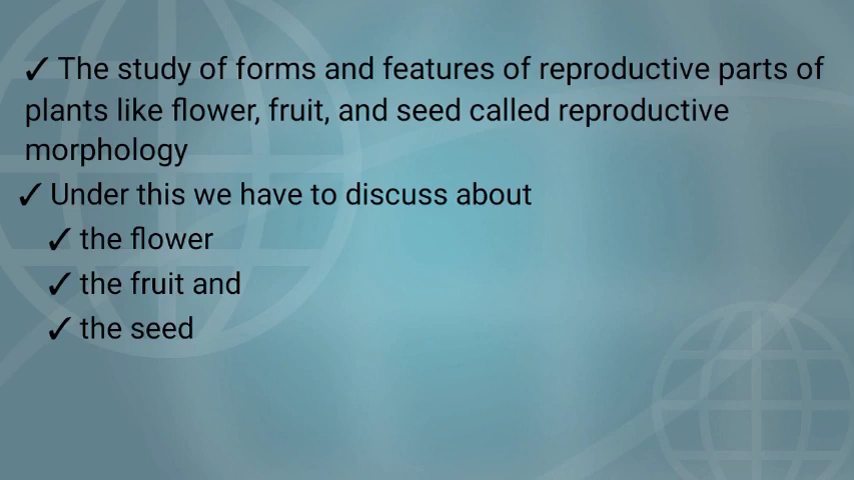 ✓ The study of forms and features of reproductive parts of
plants like flower, fruit, and seed called reproductive
morphology
✓ Under this we have to discuss about
✓ the flower
✓ the fruit and
✓ the seed